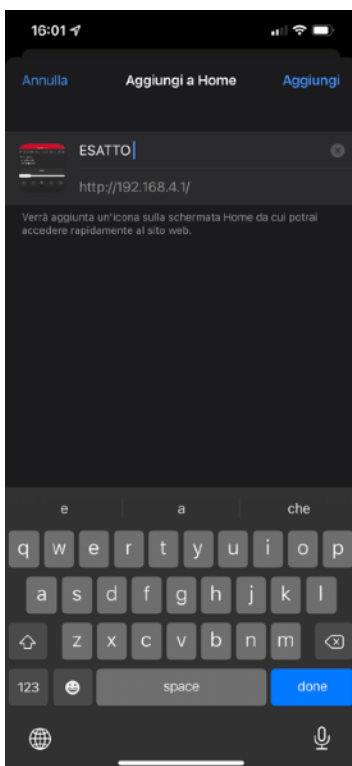 16:01
Annulla Aggiungi a Home Aggiungi
ESATTO
http://192.168.4.1/
Verrà aggiunta un'icona sulla schermata Home da cui potrai
accedere rapidamente al sito web.
e a che
q w e r t y u i o p
a s d f g h j k l
z x c v b n m
123 space done